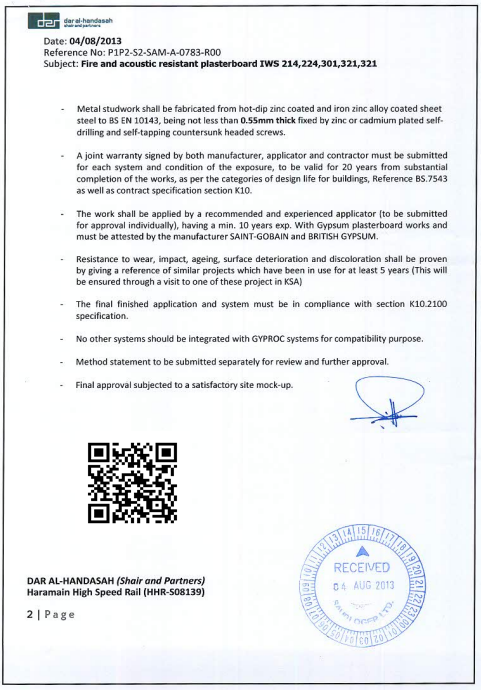 dar
dar al-handasah
shair and partners
Date: 04/08/2013
Reference No: P1P2-S2-SAM-A-0783-R00
Subject: Fire and acoustic resistant plasterboard IWS 214,224,301,321,321
- Metal studwork shall be fabricated from hot-dip zinc coated and iron zinc alloy coated sheet
steel to BS EN 10143, being not less than 0.55mm thick fixed by zinc or cadmium plated self-
drilling and self-tapping countersunk headed screws.
- A joint warranty signed by both manufacturer, applicator and contractor must be submitted
for each system and condition of the exposure, to be valid for 20 years from substantial
completion of the works, as per the categories of design life for buildings, Reference BS.7543
as well as contract specification section K10.
- The work shall be applied by a recommended and experienced applicator (to be submitted
for approval individually), having a min. 10 years exp. With Gypsum plasterboard works and
must be attested by the manufacturer SAINT-GOBAIN and BRITISH GYPSUM.
- Resistance to wear, impact, ageing, surface deterioration and discoloration shall be proven
by giving a reference of similar projects which have been in use for at least 5 years (This will
be ensured through a visit to one of these project in KSA)
- The final finished application and system must be in compliance with section K10.2100
specification.
- No other systems should be integrated with GYPROC systems for compatibility purpose.
- Method statement to be submitted separately for review and further approval.
- Final approval subjected to a satisfactory site mock-up.
RECEIVED
04 AUG 2013
SAUDI OGER LTD.
DAR AL-HANDASAH (Shair and Partners)
Haramain High Speed Rail (HHR-S08139)
2 | Page